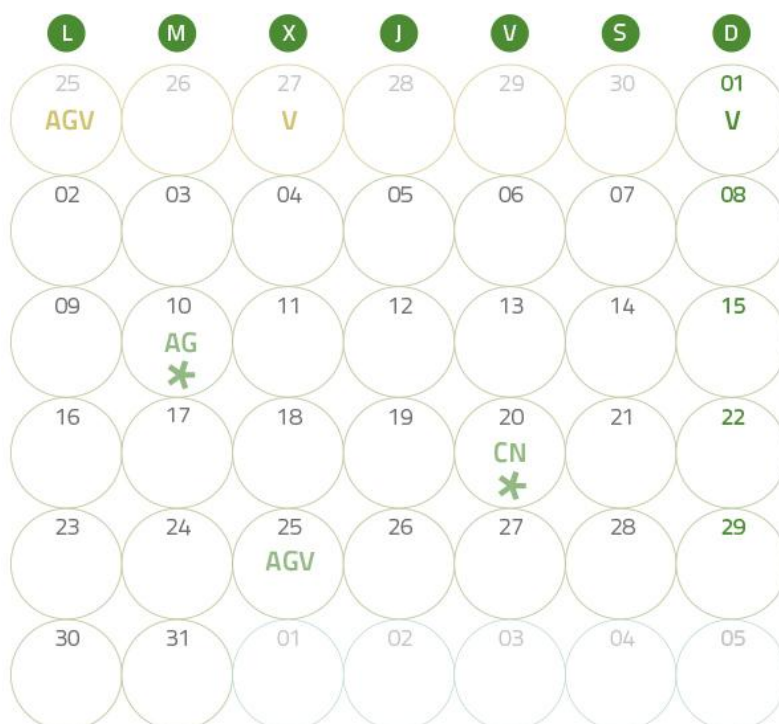 L M X J V S D
25 26 27 28 29 30 01
AGV V V
02 03 04 05 06 07 08
09 10 11 12 13 14 15
AG
*
16 17 18 19 20 21 22
CN
*
23 24 25 26 27 28 29
AGV
30 31 01 02 03 04 05